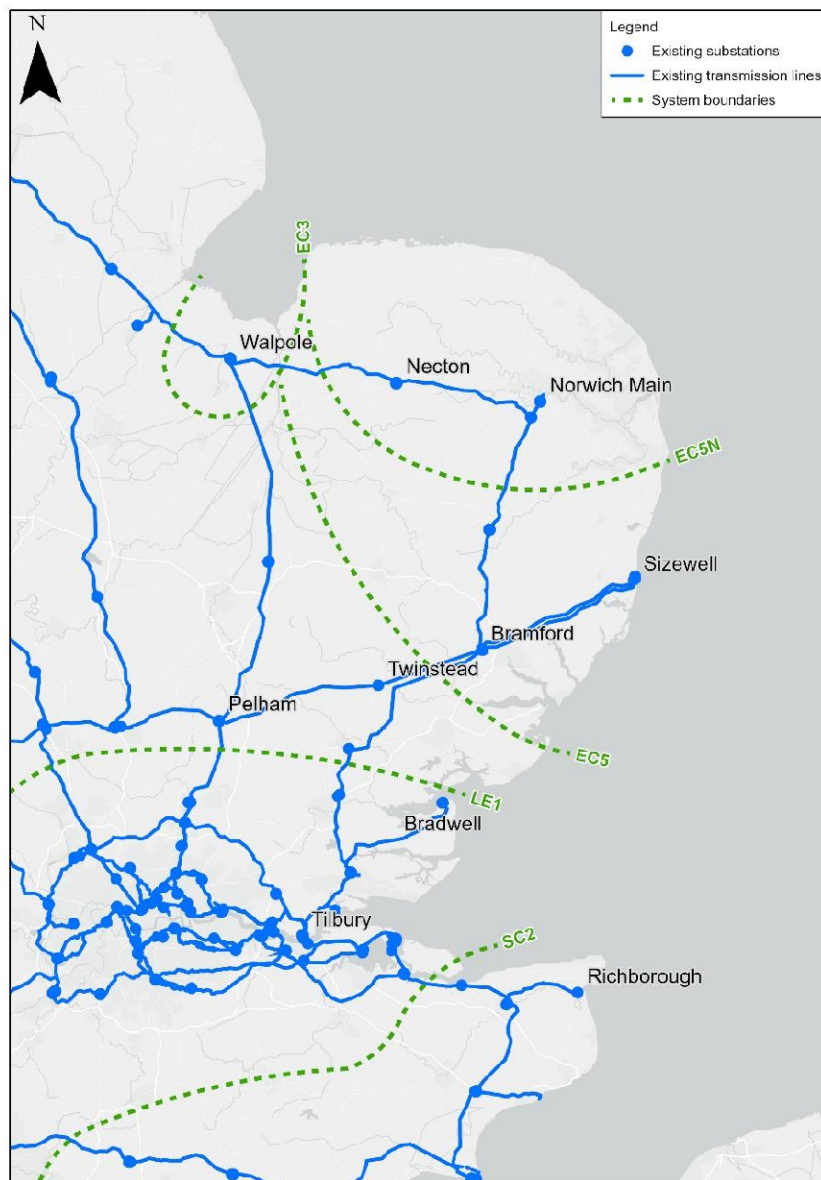 N
Legend
Existing substations
Existing transmission lines
System boundaries
EC3
Walpole
Necton
Norwich Main
EC5N
Sizewell
Bramford
Twinstead
Pelham
EC5
LE1
Bradwell
Tilbury
SC2
Richborough